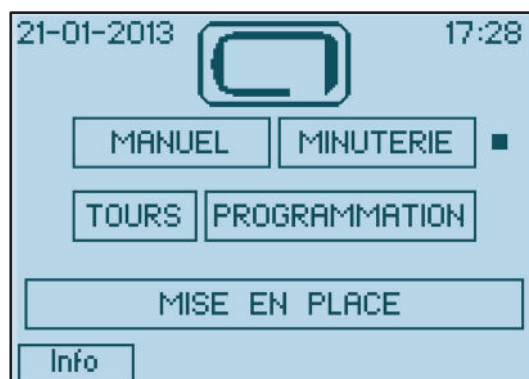 21-01-2013 17:28
MANUEL MINUTERIE
TOURS PROGRAMMATION
MISE EN PLACE
Info